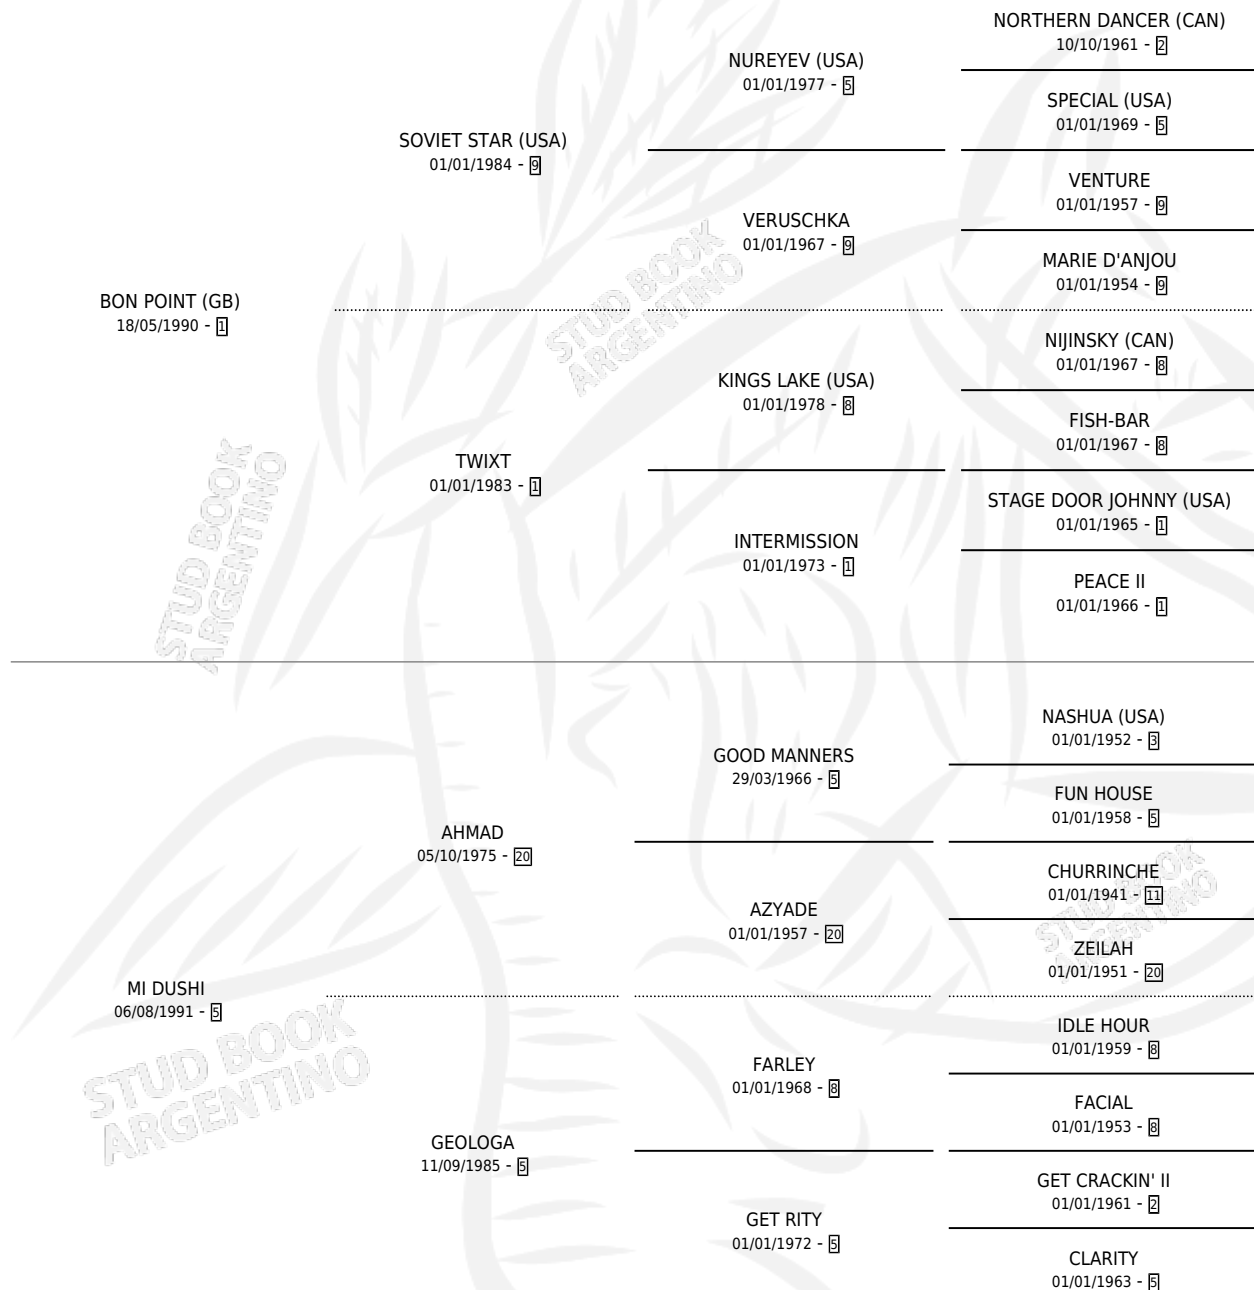 NORTHERN DANCER (CAN)
10/10/1961 - 2
NUREYEV (USA)
01/01/1977 - 5
SPECIAL (USA)
01/01/1969 - 5
SOVIET STAR (USA)
01/01/1984 - 9
VENTURE
01/01/1957 - 9
VERUSCHKA
01/01/1967 - 9
MARIE D'ANJOU
01/01/1954 - 9
BON POINT (GB)
18/05/1990 - 1
NIJINSKY (CAN)
01/01/1967 - 8
KINGS LAKE (USA)
01/01/1978 - 8
FISH-BAR
01/01/1967 - 8
TWIXT
01/01/1983 - 1
STAGE DOOR JOHNNY (USA)
01/01/1965 - 1
INTERMISSION
01/01/1973 - 1
PEACE II
01/01/1966 - 1
NASHUA (USA)
01/01/1952 - 3
GOOD MANNERS
29/03/1966 - 5
FUN HOUSE
01/01/1958 - 5
AHMAD
05/10/1975 - 20
CHURRINCHE
01/01/1941 - 11
AZYADE
01/01/1957 - 20
ZEILAH
01/01/1951 - 20
MI DUSHI
06/08/1991 - 5
IDLE HOUR
01/01/1959 - 8
FARLEY
01/01/1968 - 8
FACIAL
01/01/1953 - 8
GEOLOGA
11/09/1985 - 5
GET CRACKIN' II
01/01/1961 - 2
GET RITY
01/01/1972 - 5
CLARITY
01/01/1963 - 5
STUD BOOK
ARGENTINO
STUD BOOK
ARGENTINO
STUD BOOK
ARGENTINO
STUD BOOK
ARGENTINO